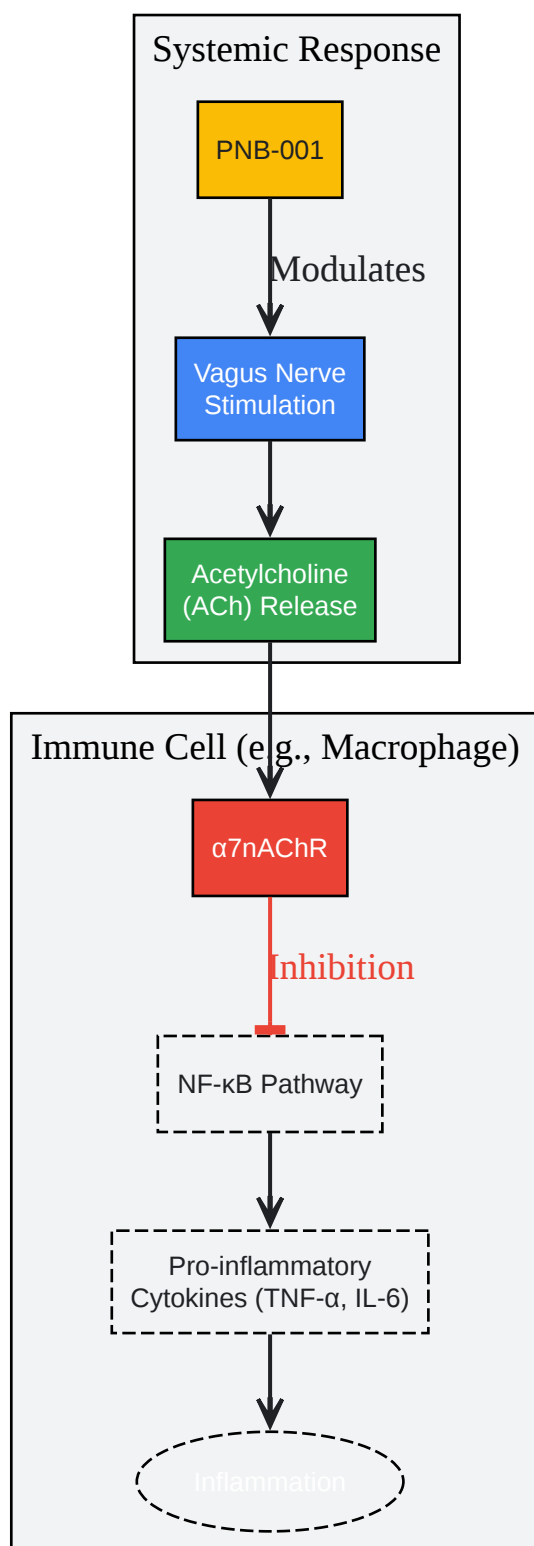 Systemic Response
PNB-001
Modulates
Vagus Nerve
Stimulation
Acetylcholine
(ACh) Release
Immune Cell (e.g., Macrophage)
α7nAChR
Inhibition
NF-κB Pathway
Pro-inflammatory
Cytokines (TNF-α, IL-6)
Inflammation